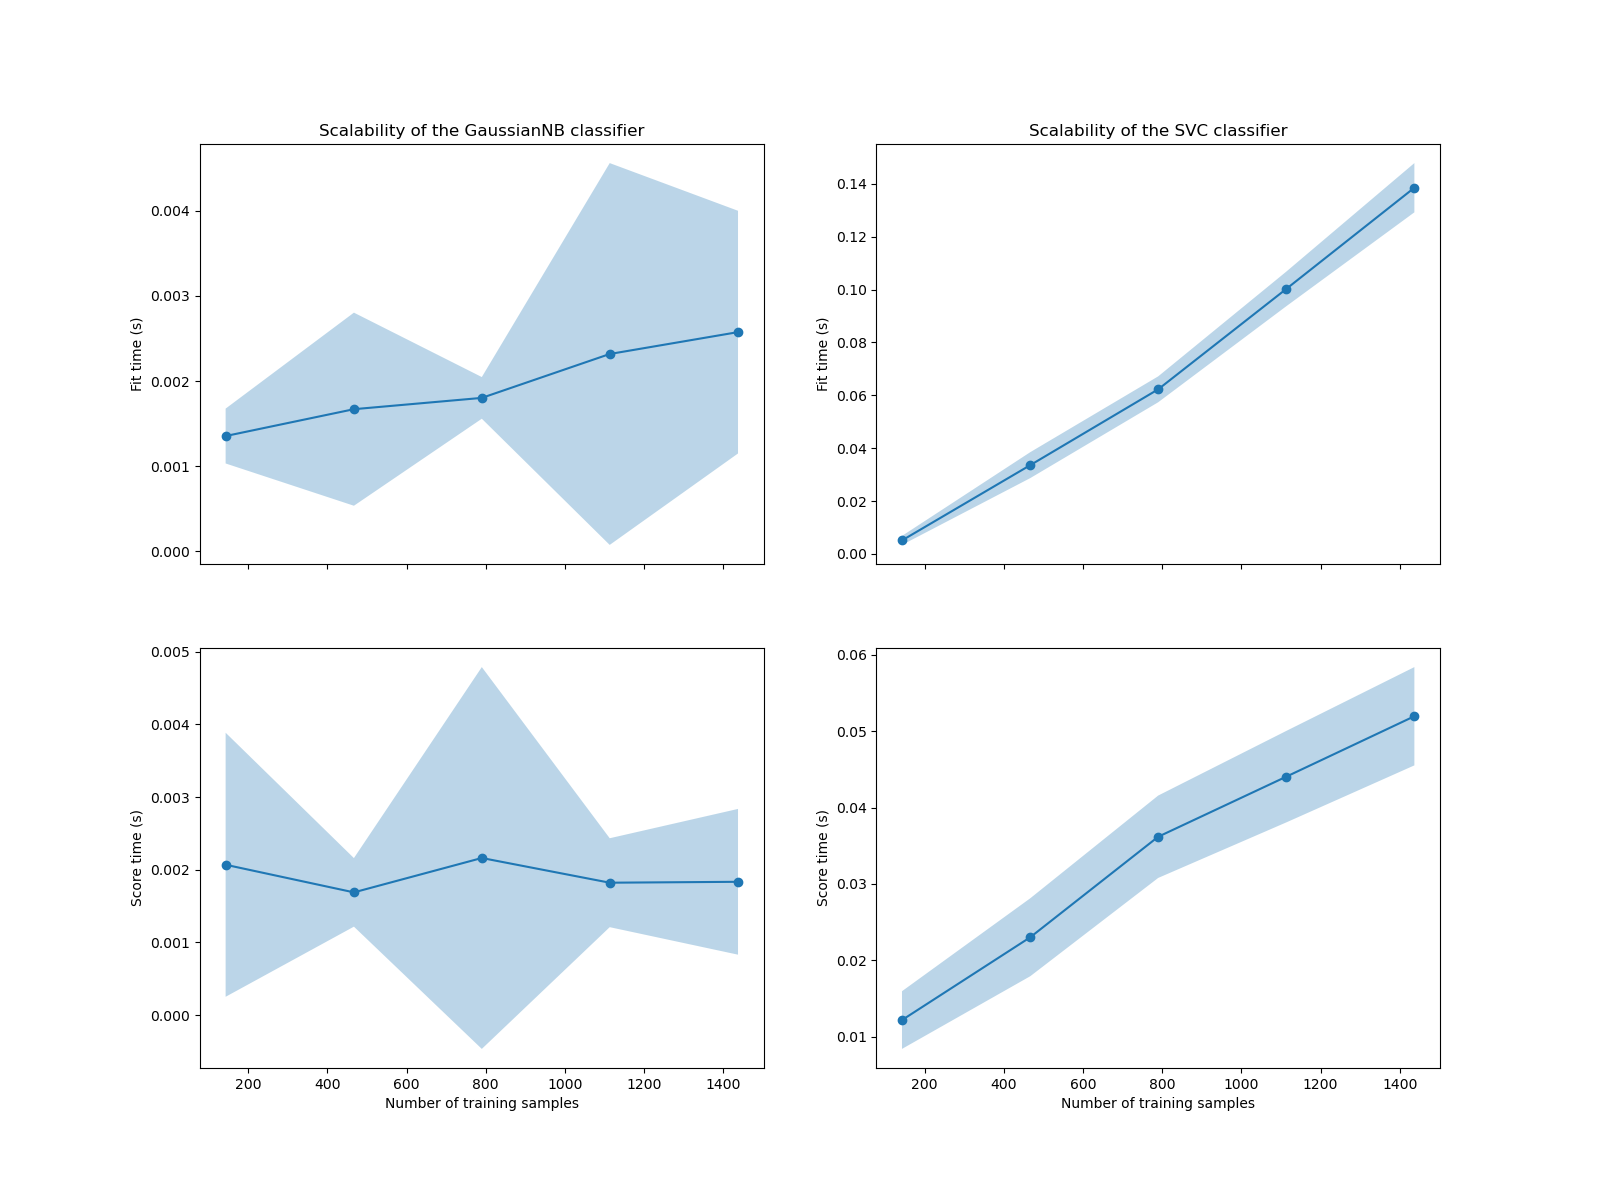 Scalability of the GaussianNB classifier
0.004
0.003
0.002
0.001
0.000
Fit time (s)
Scalability of the SVC classifier
0.14
0.12
0.10
0.08
0.06
0.04
0.02
0.00
Fit time (s)
0.005
0.004
0.003
0.002
0.001
0.000
Score time (s)
200 400 600 800 1000 1200 1400
Number of training samples
0.06
0.05
0.04
0.03
0.02
0.01
Score time (s)
200 400 600 800 1000 1200 1400
Number of training samples